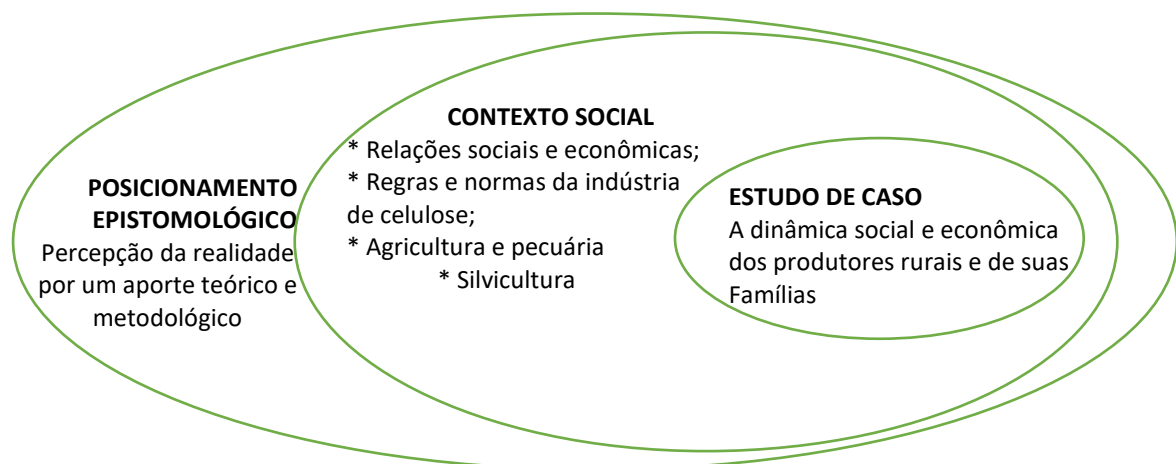 POSICIONAMENTO
EPISTOMOLÓGICO
Percepção da realidade
por um aporte teórico e
metodológico
CONTEXTO SOCIAL
* Relações sociais e econômicas;
* Regras e normas da indústria
de celulose;
* Agricultura e pecuária
* Silvicultura
ESTUDO DE CASO
A dinâmica social e econômica
dos produtores rurais e de suas
Famílias